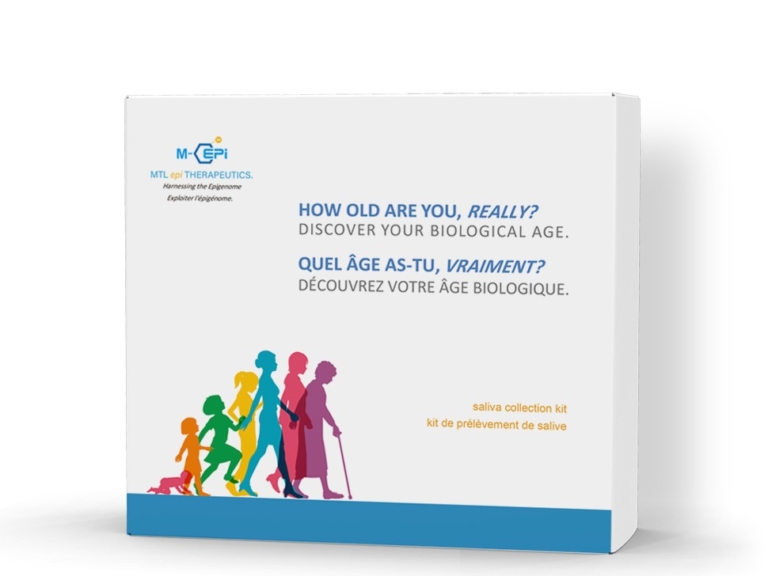 M-EPi
MTL epi THERAPEUTICS.
Harnessing the Epigenome
Exploiter l'épigénome.
HOW OLD ARE YOU, REALLY?
DISCOVER YOUR BIOLOGICAL AGE.
QUEL ÂGE AS-TU, VRAIMENT?
DÉCOUVREZ VOTRE ÂGE BIOLOGIQUE.
saliva collection kit
kit de prélèvement de salive